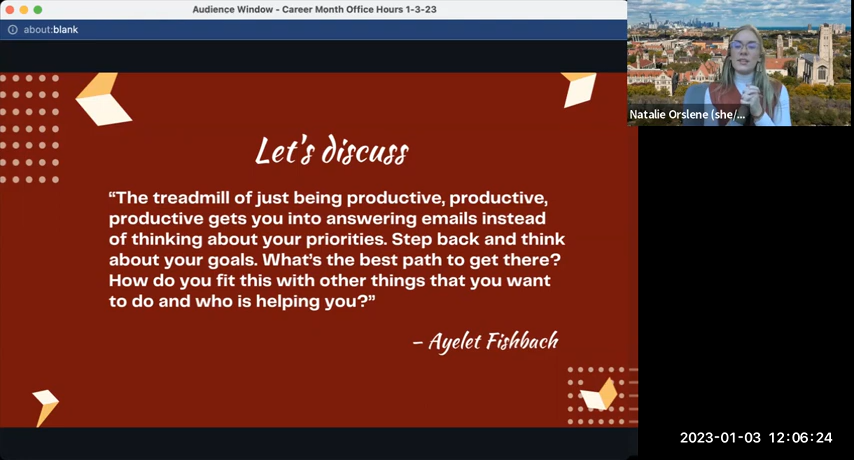 Audience Window - Career Month Office Hours 1-3-23
about:blank
Natalie Orslene (she/...
Let's discuss
“The treadmill of just being productive, productive,
productive gets you into answering emails instead
of thinking about your priorities. Step back and think
about your goals. What’s the best path to get there?
How do you fit this with other things that you want
to do and who is helping you?”
– Ayelet Fishbach
2023-01-03 12:06:24